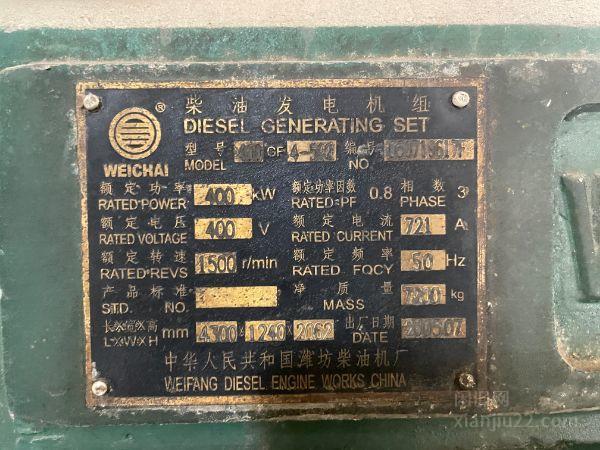 柴油发电机组
®
DIESEL GENERATING SET
WEICHAI
型号 GF 编号
MODEL NO
额定功率 400 kW 额定功率因数 0.8 相数 3
RATED POWER RATED PF PHASE
额定电压 400 V 额定电流 721 A
RATED VOLTAGE RATED CURRENT
额定转速 1500 r/min 额定频率 50 Hz
RATED REVS RATED FQCY
产品标准 净质量 kg
STD. NO. MASS
长×宽×高 mm 4300×1240×2062 出厂日期 200507
L×W×H DATE
中华人民共和国潍坊柴油机厂
WEIFANG DIESEL ENGINE WORKS CHINA
xianjiu22.com